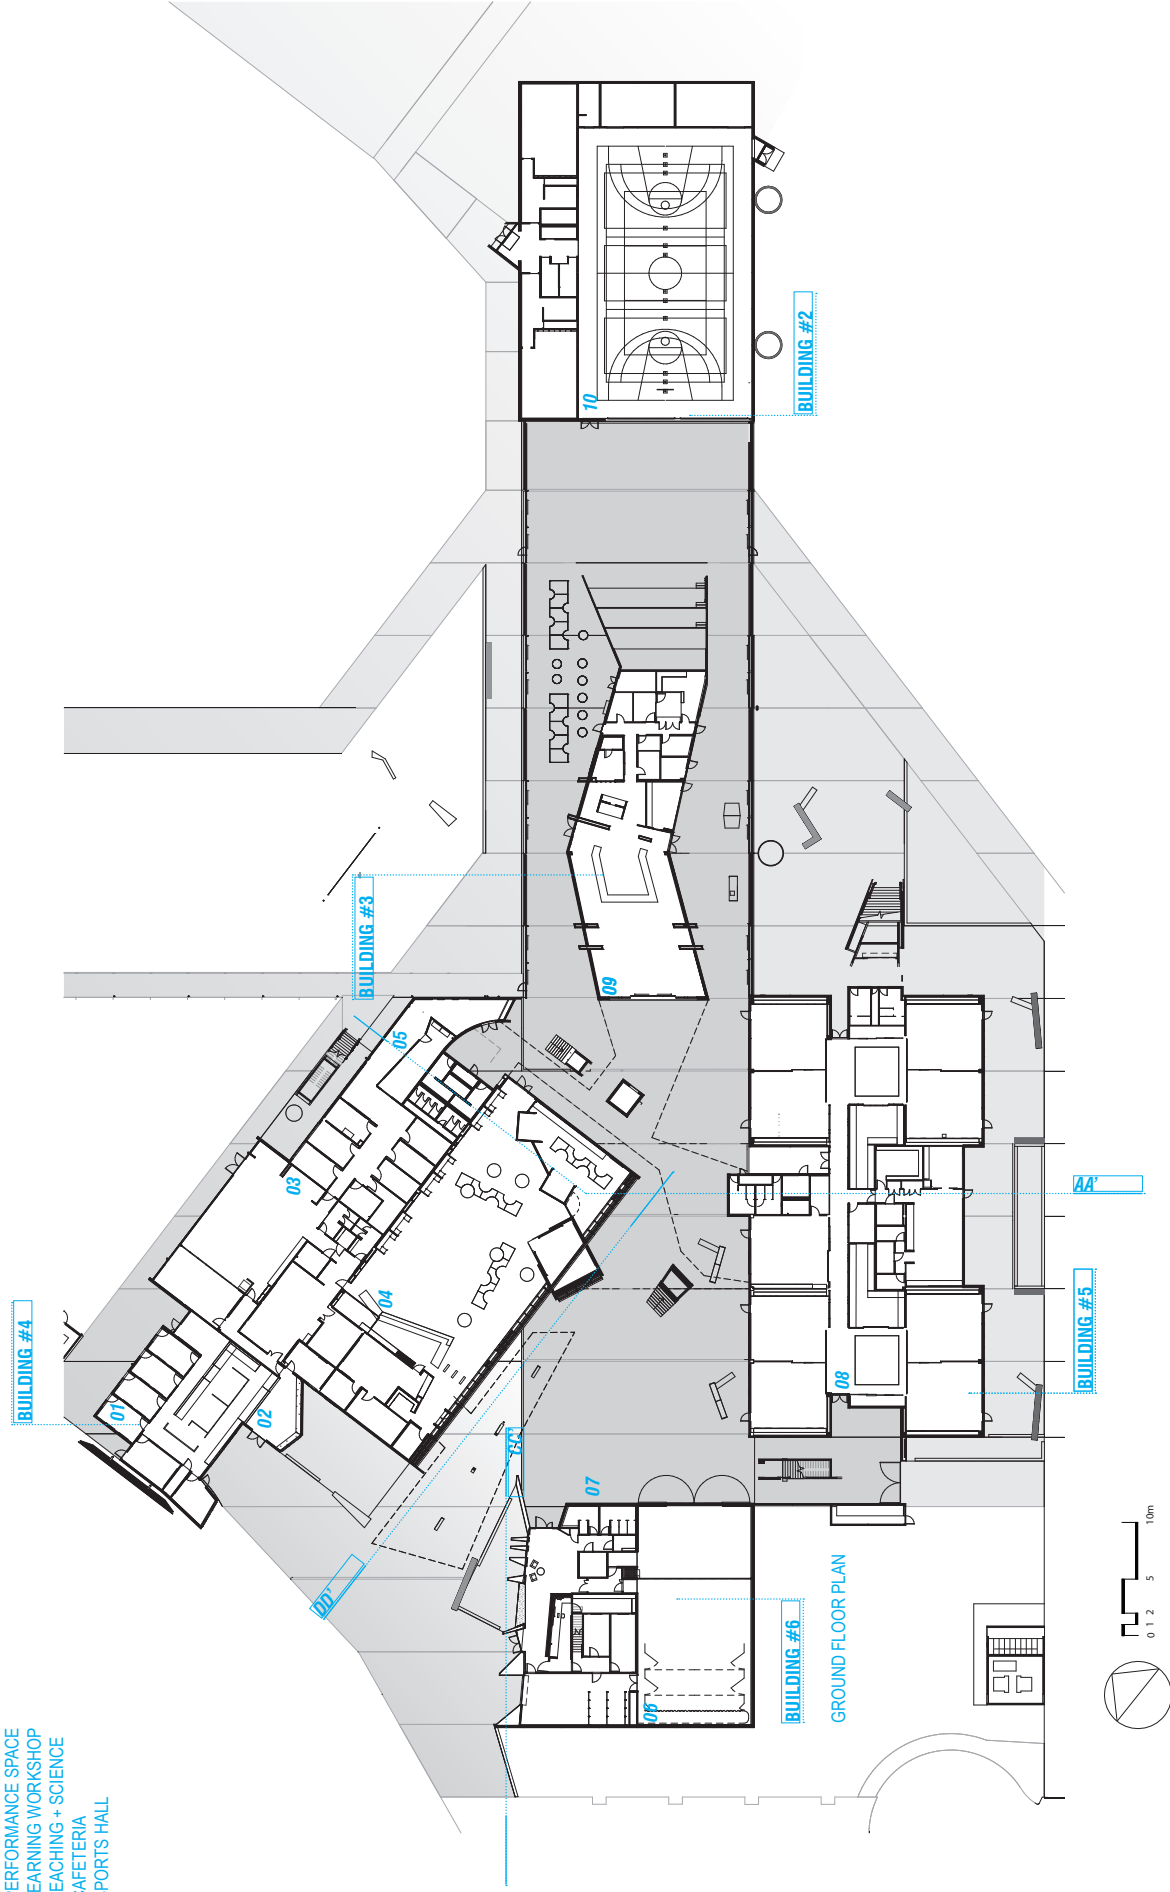 ERFORMANCE SPACE
EARNING WORKSHOP
EACHING + SCIENCE
AFETERIA
PORTS HALL
BUILDING #4
BUILDING #3
BUILDING #2
BUILDING #5
BUILDING #6
GROUND FLOOR PLAN
01
02
03
04
05
06
07
08
09
10
AA'
CC'
DD'
0 1 2 5 10m